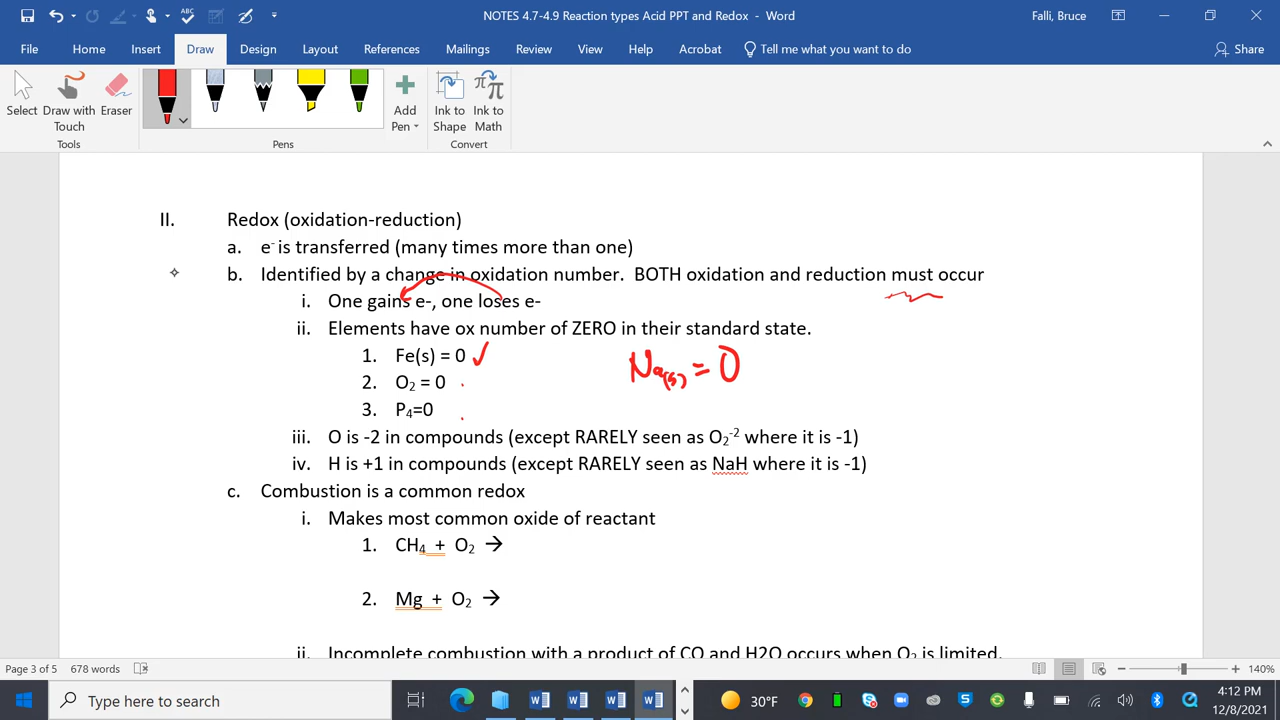 NOTES 4.7-4.9 Reaction types Acid PPT and Redox - Word
Falli, Bruce
File Home Insert Draw Design Layout References Mailings Review View Help Acrobat Tell me what you want to do Share
Select Draw with Touch Eraser Add Pen Ink to Shape Ink to Math
Tools Pens Convert
II. Redox (oxidation-reduction)
a. e⁻ is transferred (many times more than one)
b. Identified by a change in oxidation number. BOTH oxidation and reduction must occur
i. One gains e-, one loses e-
ii. Elements have ox number of ZERO in their standard state.
1. Fe(s) = 0
Na(s) = 0
2. O₂ = 0
3. P₄=0
iii. O is -2 in compounds (except RARELY seen as O₂⁻² where it is -1)
iv. H is +1 in compounds (except RARELY seen as NaH where it is -1)
c. Combustion is a common redox
i. Makes most common oxide of reactant
1. CH₄ + O₂ →
2. Mg + O₂ →
ii. Incomplete combustion with a product of CO and H2O occurs when O₂ is limited.
Page 3 of 5 678 words 140%
Type here to search
30°F
4:12 PM
12/8/2021